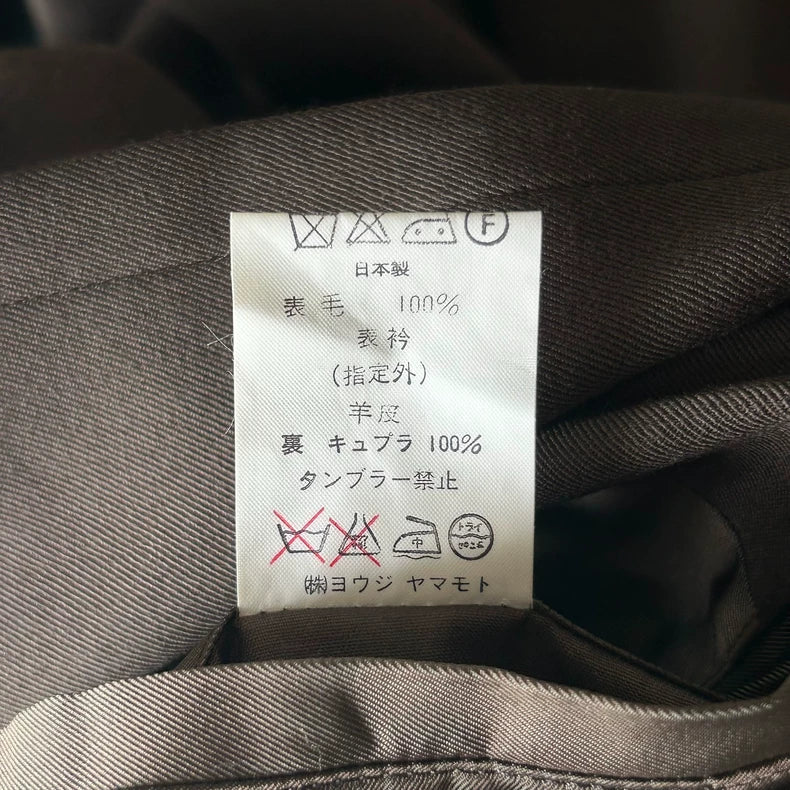 F
日本製
表 毛 100%
表衿
(指定外)
羊皮
裏 キュプラ 100%
タンブラー禁止
中 ドライ
㈱ヨウジ ヤマモト